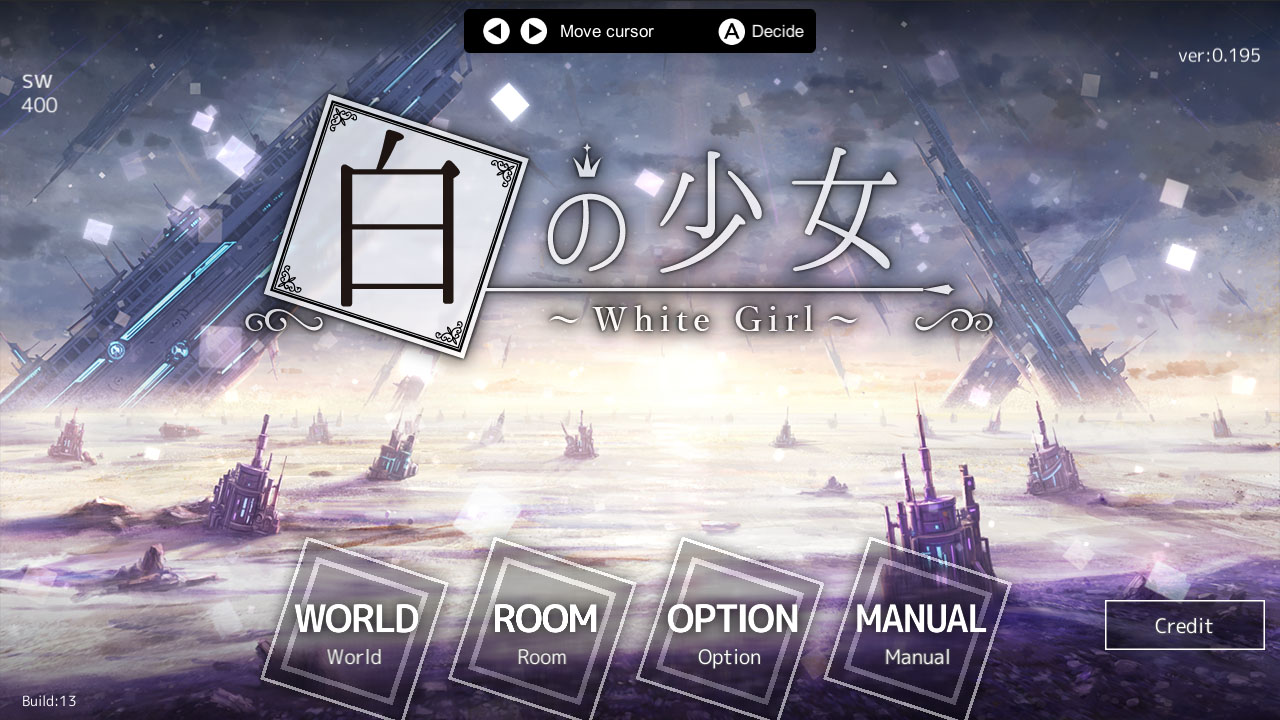 Move cursor
A Decide
ver:0.195
SW
400
白の少女
~White Girl~
WORLD
World
ROOM
Room
OPTION
Option
MANUAL
Manual
Credit
Build:13